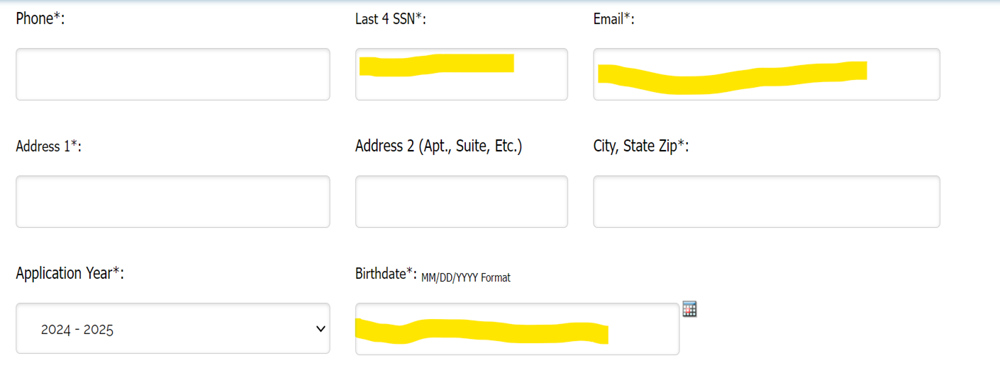 Phone*:
Last 4 SSN*:
Email*:
Address 1*:
Address 2 (Apt., Suite, Etc.)
City, State Zip*:
Application Year*:
Birthdate*: MM/DD/YYYY Format
2024 - 2025